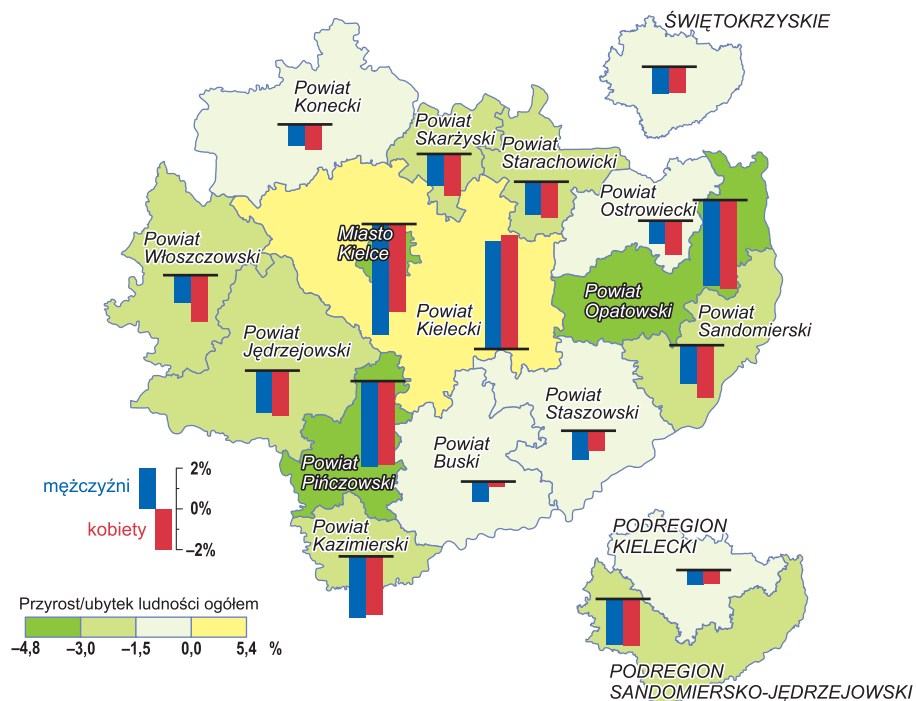 ŚWIĘTOKRZYSKIE
Powiat
Konecki
Powiat
Skarżyski
Powiat
Starachowicki
Powiat
Ostrowiecki
Miasto
Kielce
Powiat
Włoszczowski
Powiat
Kielecki
Powiat
Opatowski
Powiat
Sandomierski
Powiat
Jędrzejowski
Powiat
Staszowski
Powiat
Buski
Powiat
Pińczowski
mężczyźni
kobiety
2%
0%
–2%
Powiat
Kazimierski
PODREGION
KIELECKI
Przyrost/ubytek ludności ogółem
–4,8 –3,0 –1,5 0,0 5,4 %
PODREGION
SANDOMIERSKO-JĘDRZEJOWSKI